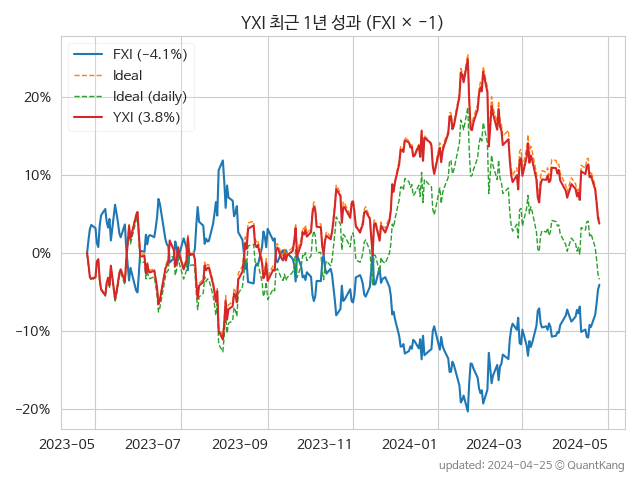 YXI 최근 1년 성과 (FXI × -1)
FXI (-4.1%)
Ideal
Ideal (daily)
YXI (3.8%)
20%
10%
0%
-10%
-20%
2023-05 2023-07 2023-09 2023-11 2024-01 2024-03 2024-05
updated: 2024-04-25 © QuantKang